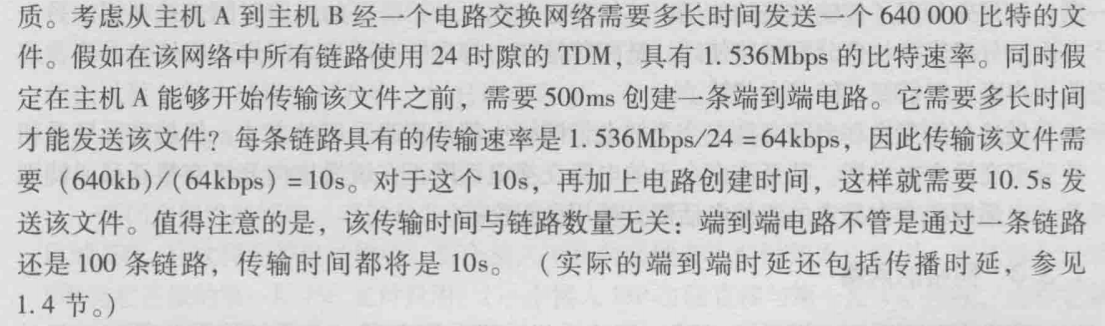 质。考虑从主机 A 到主机 B 经一个电路交换网络需要多长时间发送一个 640 000 比特的文
件。假如在该网络中所有链路使用 24 时隙的 TDM，具有 1. 536Mbps 的比特速率。同时假
定在主机 A 能够开始传输该文件之前，需要 500ms 创建一条端到端电路。它需要多长时间
才能发送该文件？每条链路具有的传输速率是 1. 536Mbps/24 = 64kbps，因此传输该文件需
要（640kb)/(64kbps）= 10s。对于这个 10s，再加上电路创建时间，这样就需要 10. 5s 发
送该文件。值得注意的是，该传输时间与链路数量无关：端到端电路不管是通过一条链路
还是 100 条链路，传输时间都将是 10s。（实际的端到端时延还包括传播时延，参见
1. 4 节。）